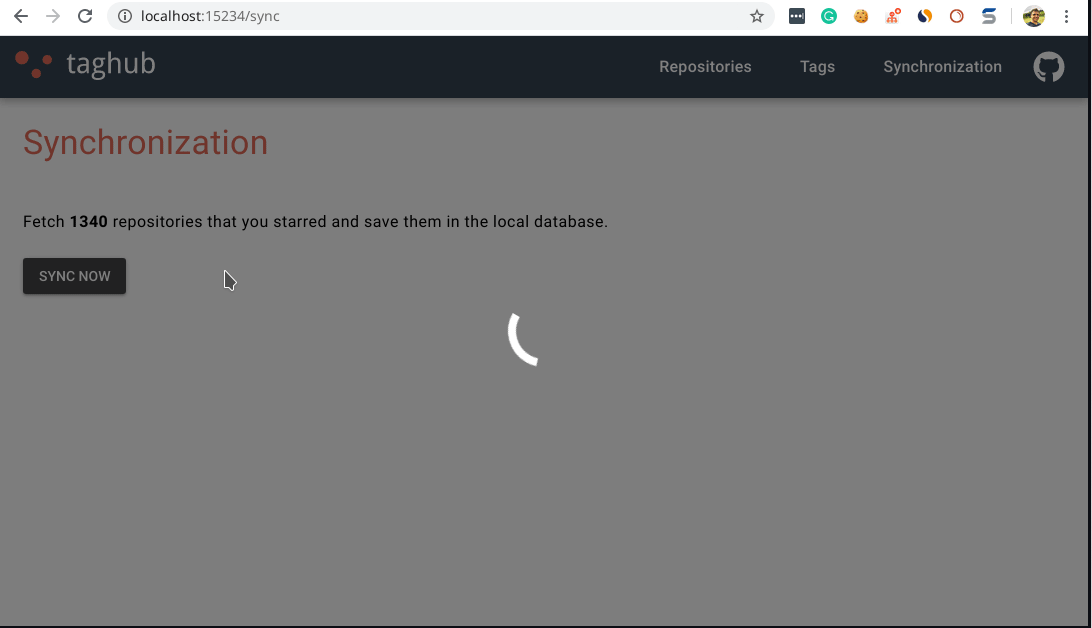 localhost:15234/sync
taghub
Repositories Tags Synchronization
Synchronization
Fetch 1340 repositories that you starred and save them in the local database.
SYNC NOW